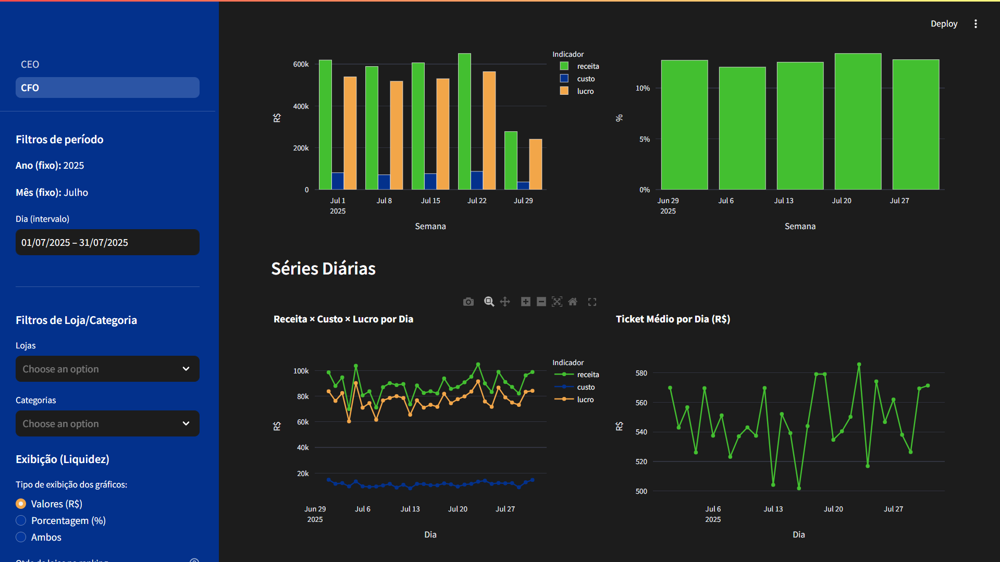 Deploy
CEO
CFO
Filtros de período
Ano (fixo): 2025
Mês (fixo): Julho
Dia (intervalo)
01/07/2025 – 31/07/2025
Filtros de Loja/Categoria
Lojas
Choose an option
Categorias
Choose an option
Exibição (Liquidez)
Tipo de exibição dos gráficos:
Valores (R$)
Porcentagem (%)
Ambos
R$
600k
400k
200k
0
Jul 1
2025
Jul 8
Jul 15
Jul 22
Jul 29
Semana
Indicador
receita
custo
lucro
%
10%
5%
0%
Jun 29
2025
Jul 6
Jul 13
Jul 20
Jul 27
Semana
Séries Diárias
Receita × Custo × Lucro por Dia
R$
100k
80k
60k
40k
20k
Jun 29
2025
Jul 6
Jul 13
Jul 20
Jul 27
Dia
Indicador
receita
custo
lucro
Ticket Médio por Dia (R$)
R$
580
560
540
520
500
Jul 6
2025
Jul 13
Jul 20
Jul 27
Dia